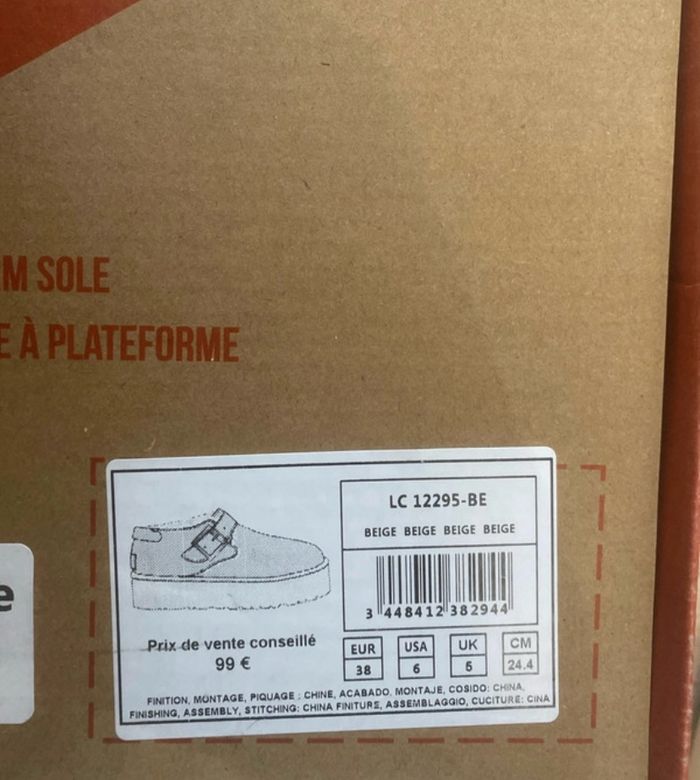 M SOLE
E À PLATEFORME
e
LC 12295-BE
BEIGE BEIGE BEIGE BEIGE
3 448412 382944
Prix de vente conseillé
99 €
EUR USA UK CM
38 6 5 24.4
FINITION, MONTAGE, PIQUAGE : CHINE, ACABADO, MONTAJE, COSIDO: CHINA,
FINISHING, ASSEMBLY, STITCHING: CHINA FINITURE, ASSEMBLAGGIO, CUCITURE: CINA